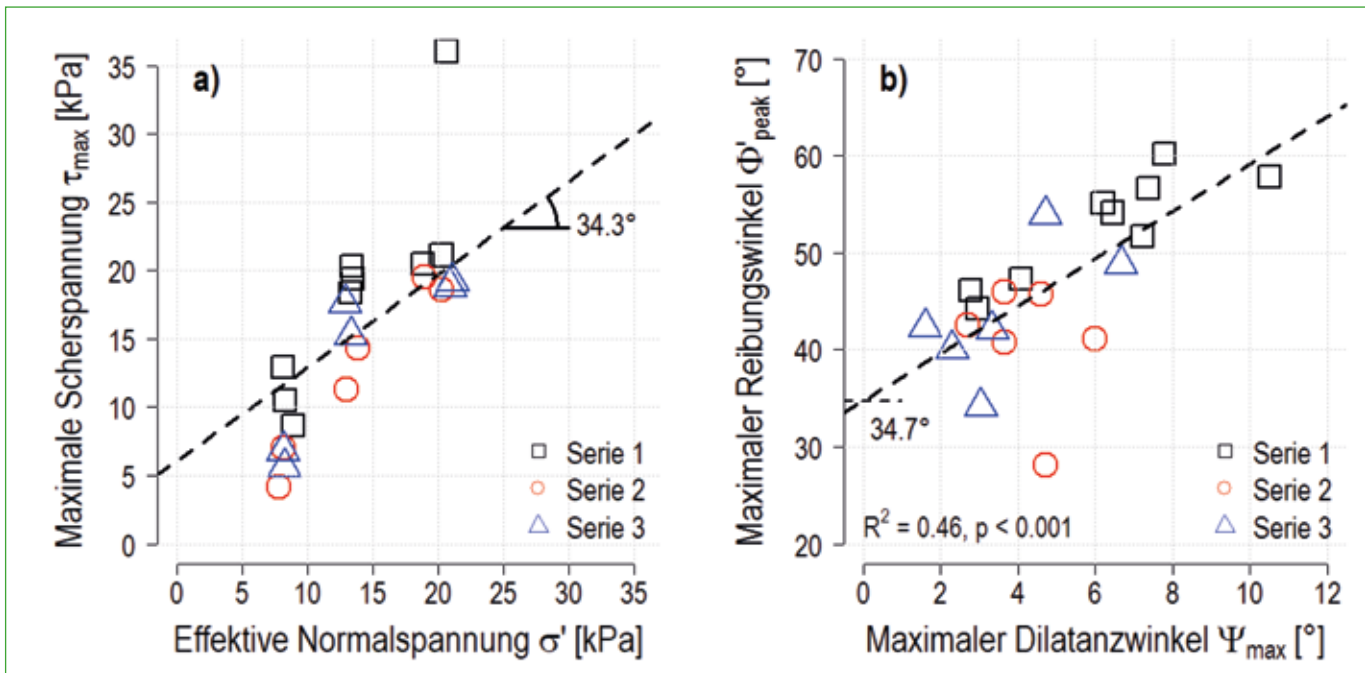 a)
Maximale Scherspannung τmax [kPa]
35
30
25
20
15
10
5
0
34.3°
Serie 1
Serie 2
Serie 3
0 5 10 15 20 25 30 35
Effektive Normalspannung σ' [kPa]
b)
Maximaler Reibungswinkel Φ'peak [°]
70
60
50
40
30
20
34.7°
Serie 1
Serie 2
Serie 3
R² = 0.46, p < 0.001
0 2 4 6 8 10 12
Maximaler Dilatanzwinkel Ψmax [°]